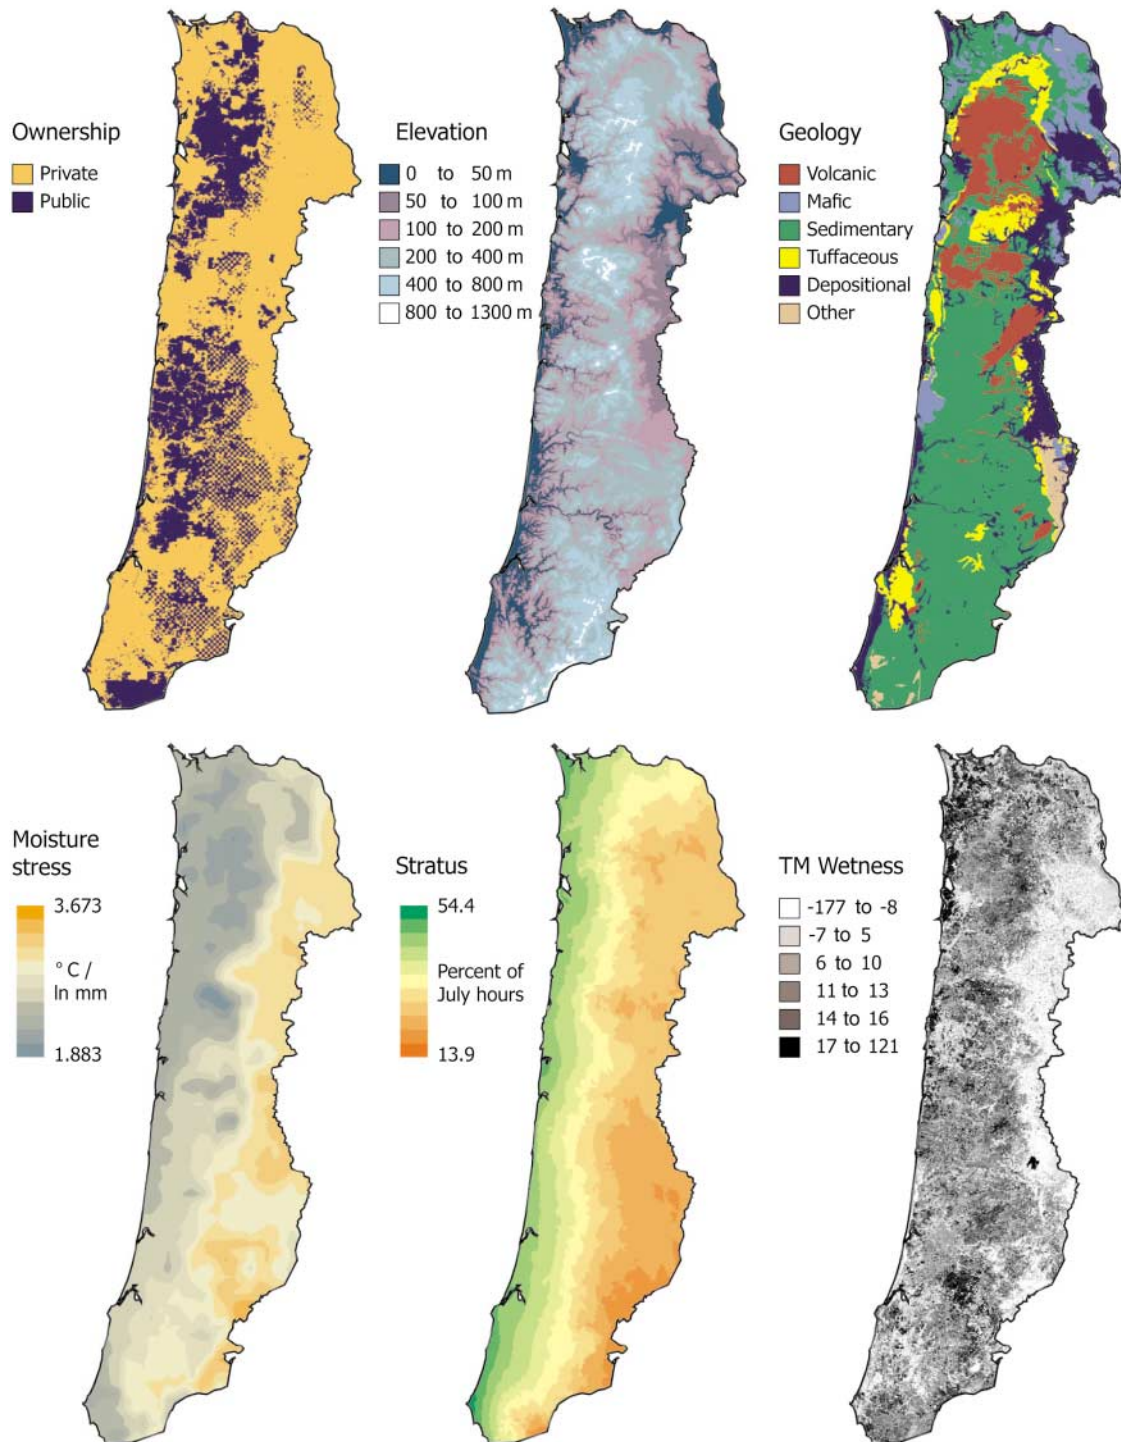 Ownership
Private
Public
Elevation
0 to 50 m
50 to 100 m
100 to 200 m
200 to 400 m
400 to 800 m
800 to 1300 m
Geology
Volcanic
Mafic
Sedimentary
Tuffaceous
Depositional
Other
Moisture
stress
3.673
° C /
ln mm
1.883
Stratus
54.4
Percent of
July hours
13.9
TM Wetness
-177 to -8
-7 to 5
6 to 10
11 to 13
14 to 16
17 to 121